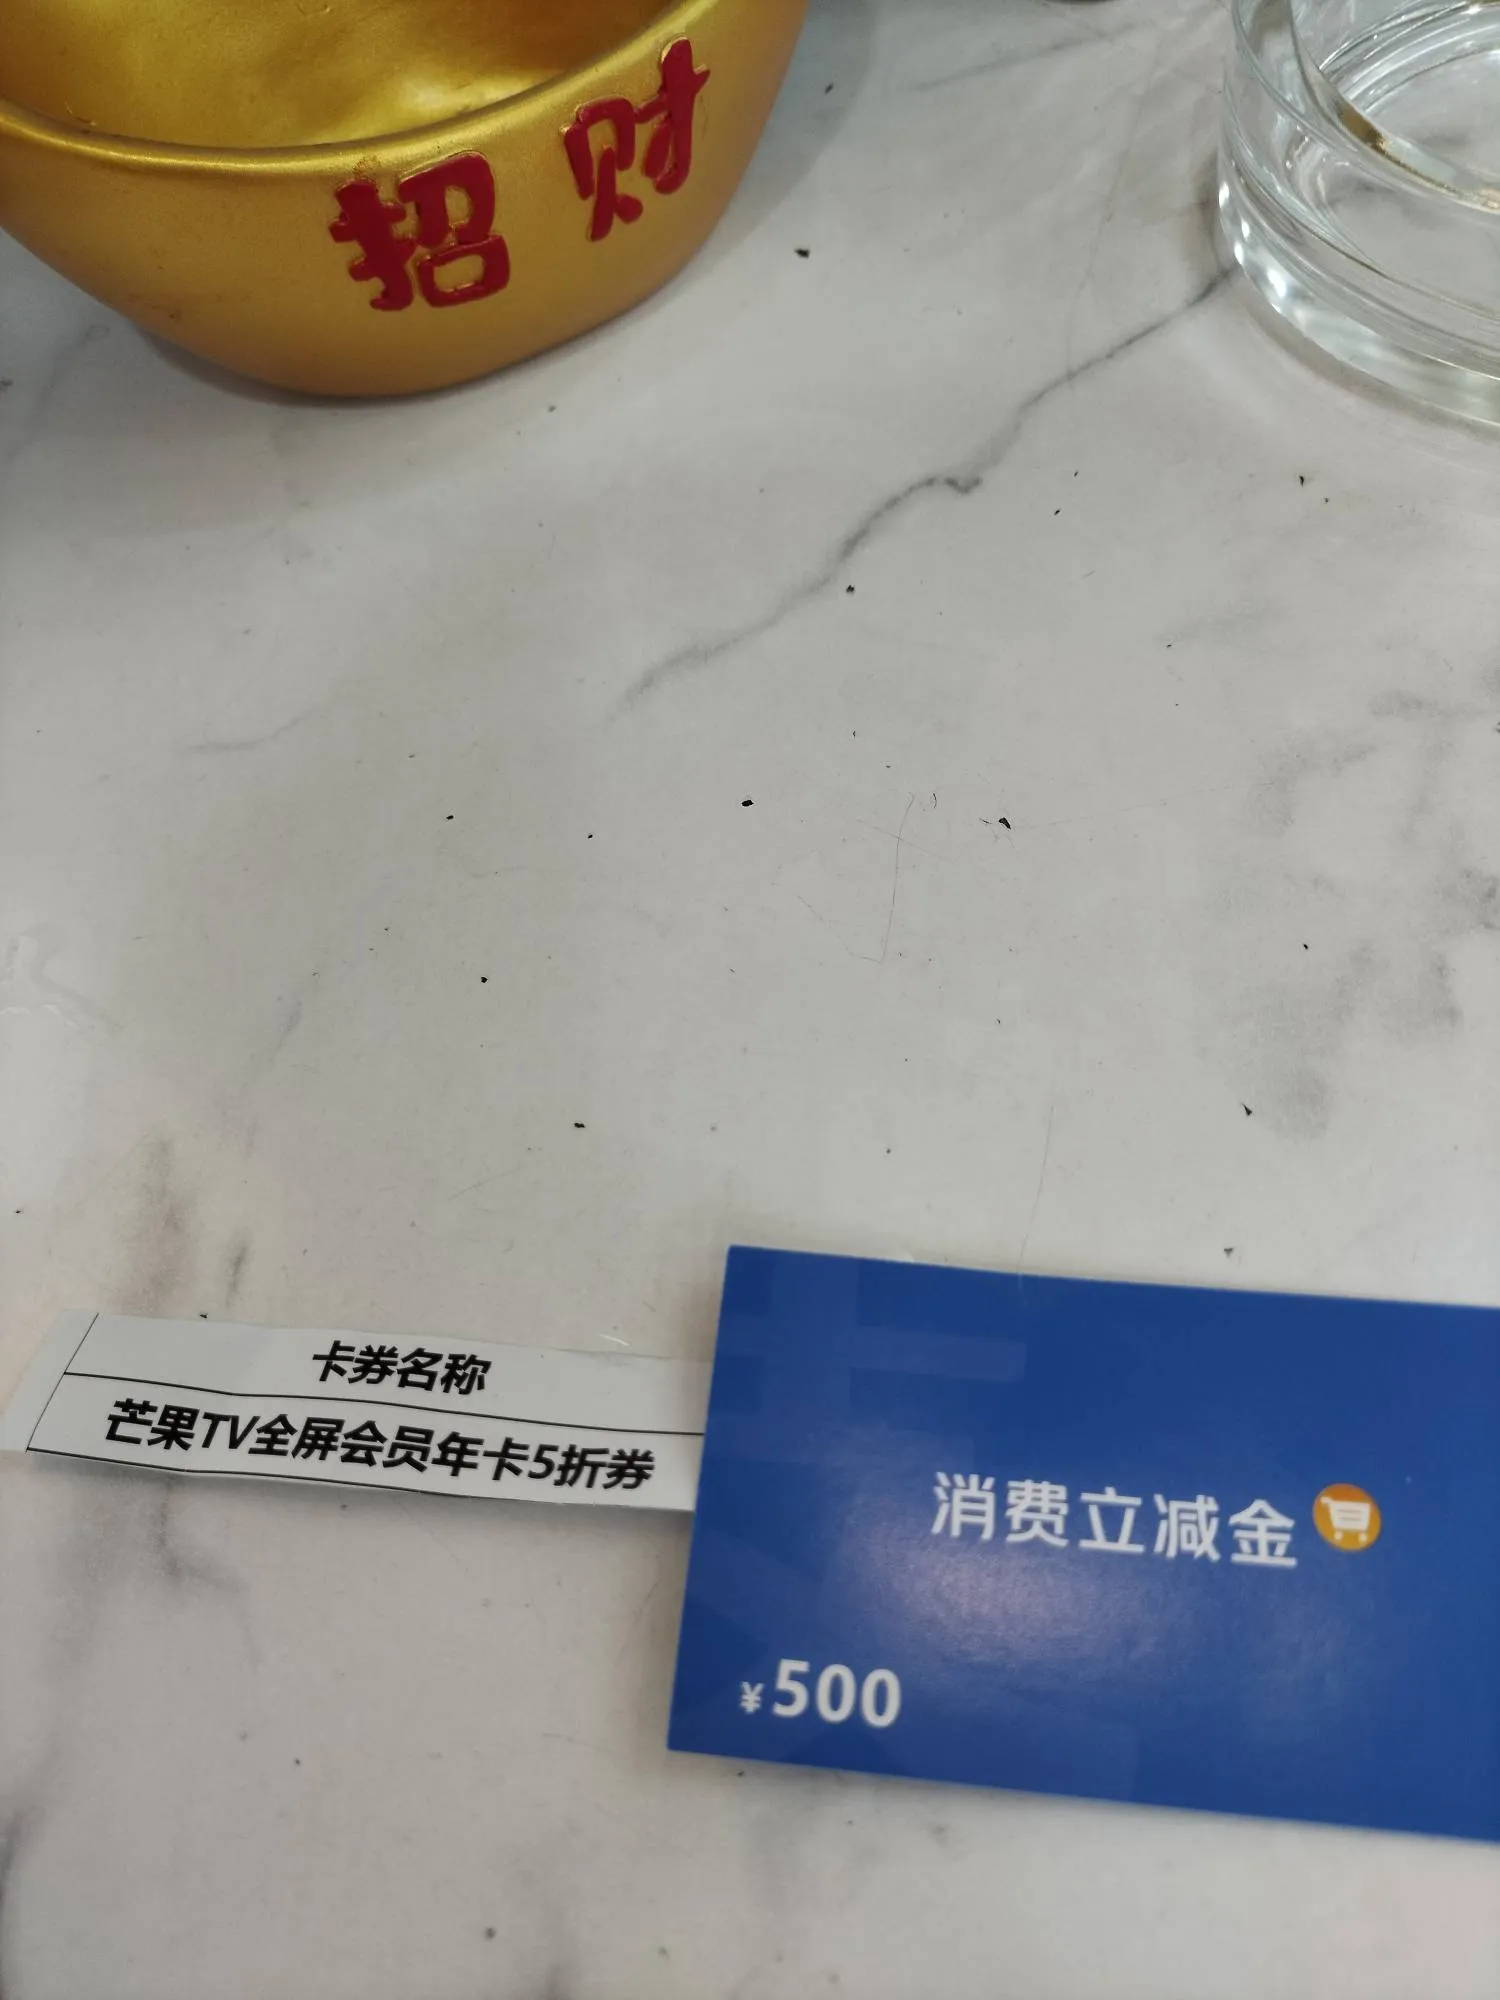 招财
卡券名称
芒果TV全屏会员年卡5折券
消费立减金
¥500